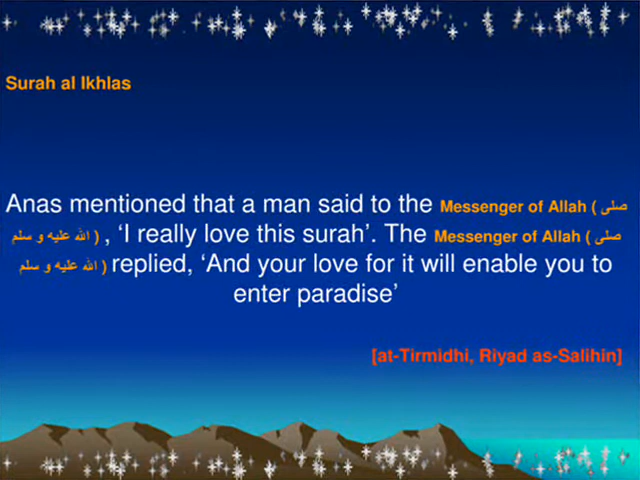 Surah al Ikhlas
Anas mentioned that a man said to the Messenger of Allah ( صلى
الله عليه و سلم ) , ‘I really love this surah’. The Messenger of Allah ( صلى
الله عليه و سلم ) replied, ‘And your love for it will enable you to
enter paradise’
[at-Tirmidhi, Riyad as-Salihin]